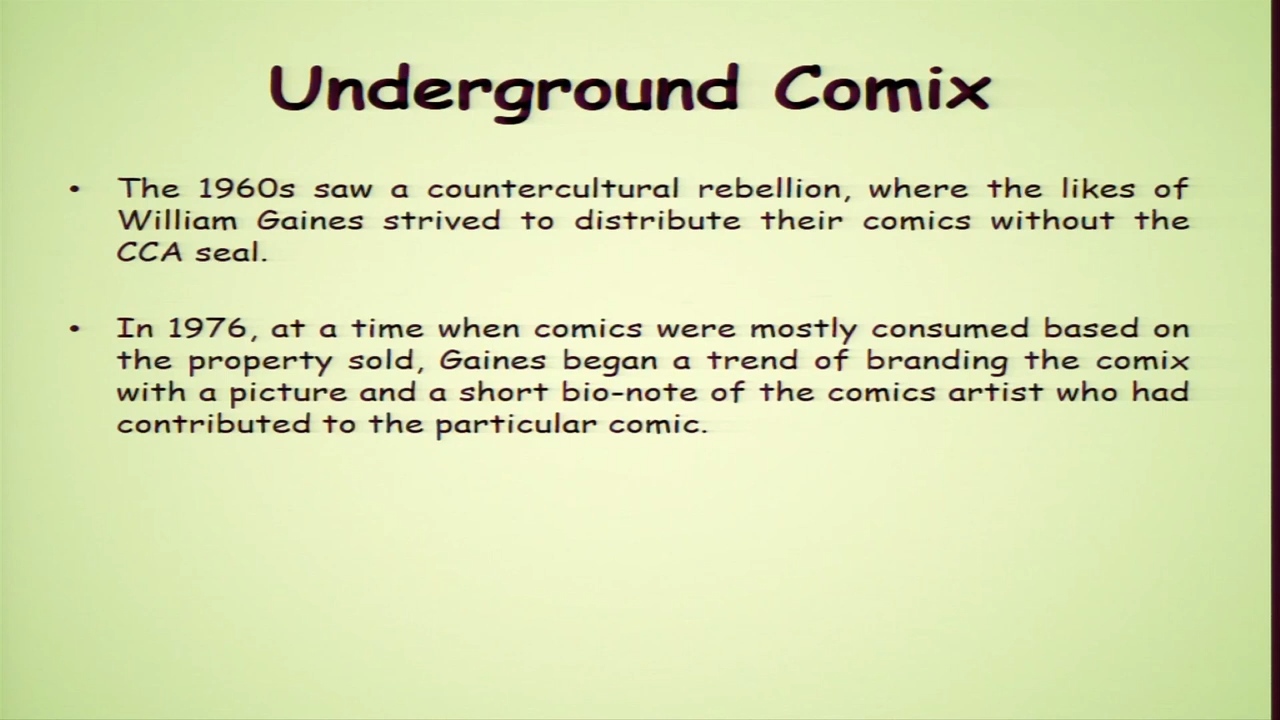 Underground Comix
• The 1960s saw a countercultural rebellion, where the likes of
William Gaines strived to distribute their comics without the
CCA seal.
• In 1976, at a time when comics were mostly consumed based on
the property sold, Gaines began a trend of branding the comix
with a picture and a short bio-note of the comics artist who had
contributed to the particular comic.